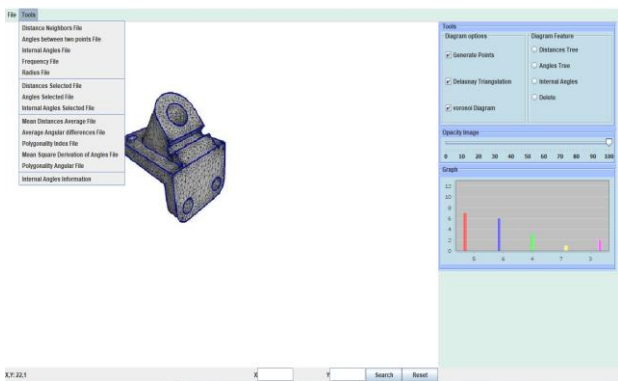 File Tools
Distance Neighbors File
Angles between two points File
Internal Angles File
Frequency File
Radius File
Distances Selected File
Angles Selected File
Internal Angles Selected File
Mean Distances Average File
Average Angular differences File
Polygonality Index File
Mean Square Derivation of Angles File
Polygonality Angular File
Internal Angles Information
Tools
Diagram options
Generate Points
Delaunay Triangulation
voronoi Diagram
Diagram Feature
Distances Tree
Angles Tree
Internal Angles
Delete
Opacity Image
0 10 20 30 40 50 60 70 80 90 100
Graph
12
10
8
6
4
2
0
5 6 4 7 3
X,Y: 22,1
X
Y
Search
Reset